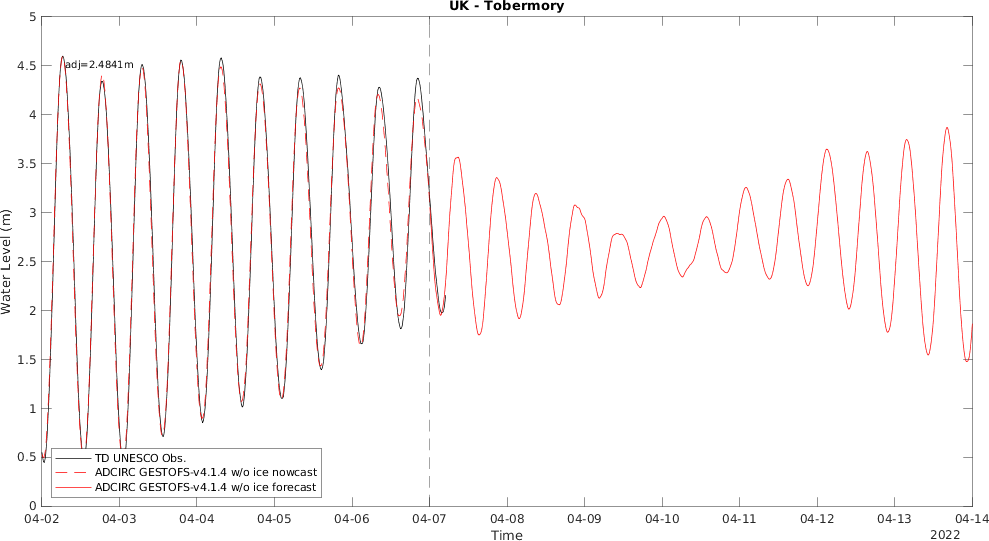 UK - Tobermory
5
4.5
4
3.5
3
2.5
2
1.5
1
0.5
0
Water Level (m)
adj=2.4841m
TD UNESCO Obs.
ADCIRC GESTOFS-v4.1.4 w/o ice nowcast
ADCIRC GESTOFS-v4.1.4 w/o ice forecast
04-02 04-03 04-04 04-05 04-06 04-07 04-08 04-09 04-10 04-11 04-12 04-13 04-14
Time
2022